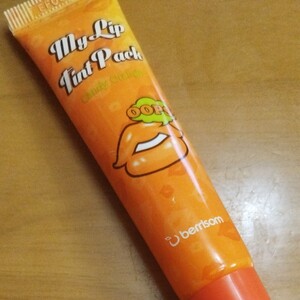 My Lip
Tint Pack
OOPS
berrisom